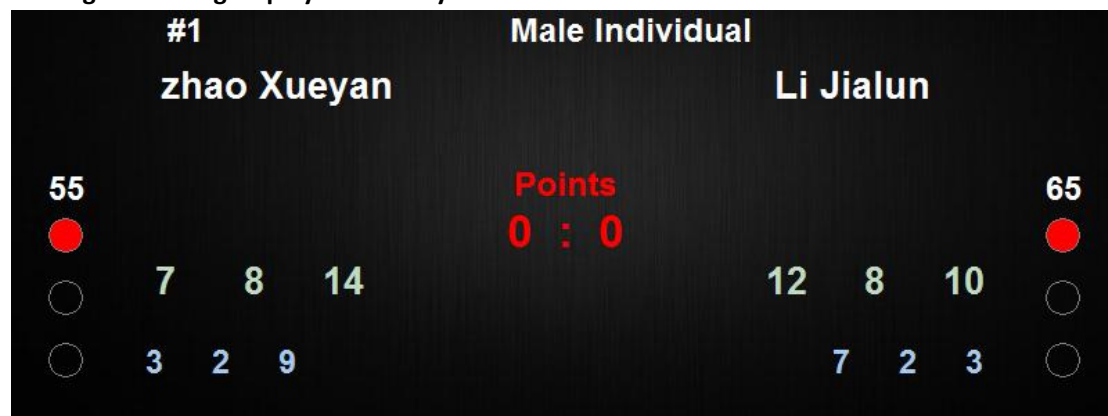 #1 Male Individual
zhao Xueyan Li Jialun
Points
55 65
0 : 0
7 8 14 12 8 10
3 2 9 7 2 3